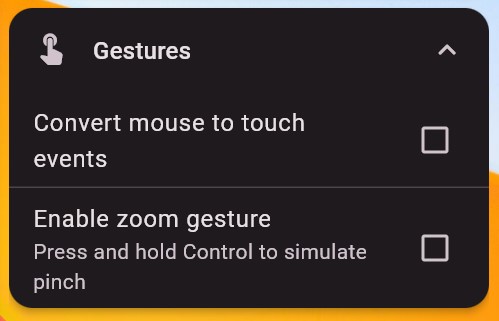 Gestures
Convert mouse to touch
events
Enable zoom gesture
Press and hold Control to simulate
pinch